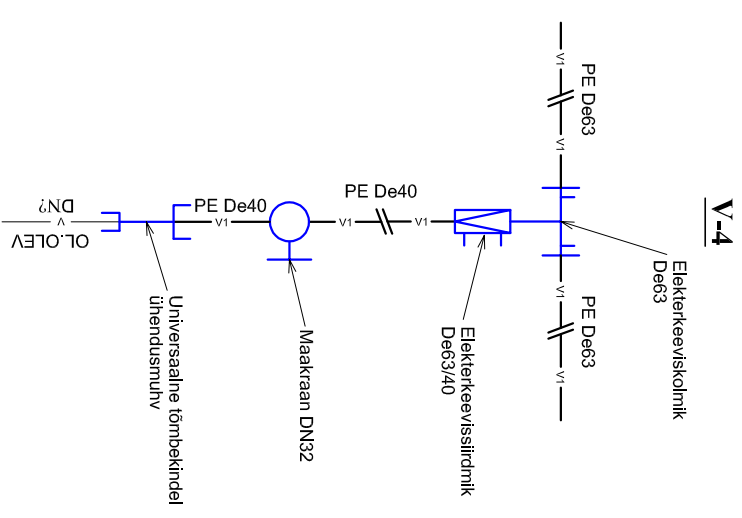 V-4
PE De63
V1
V1
Elekterkeeviskolmik
De63
V1
PE De63
V1
PE De40
V1
V1
Elekterkeevissiirdmik
De63/40
PE De40
V1
Maakraan DN32
DN?
V
OL.OLEV
Universaalne tõmbekindel
ühendusmuhv